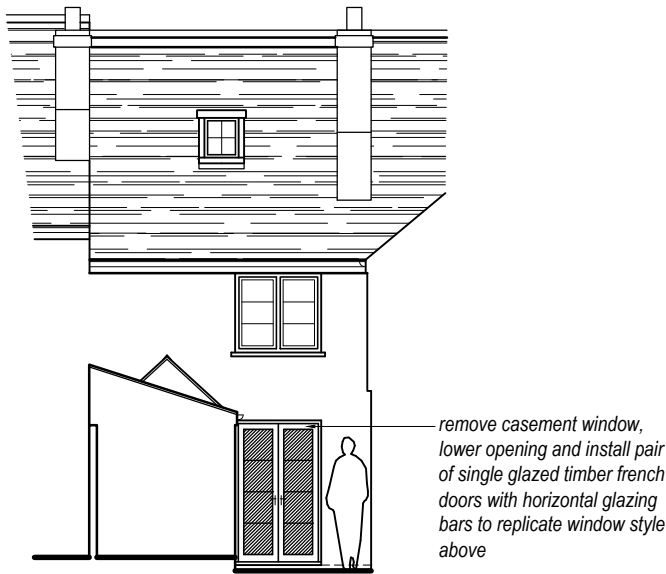 remove casement window,
lower opening and install pair
of single glazed timber french
doors with horizontal glazing
bars to replicate window style
above